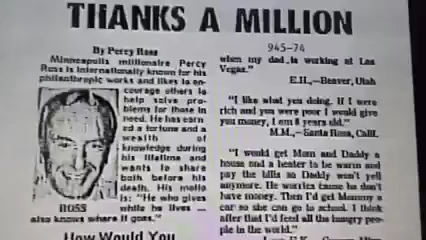 THANKS A MILLION
By Percy Ross
Minneapolis millionaire Percy
Ross is internationally known for his
philanthropic works and likes to en-
courage others to
help solve pro-
blems for those in
need. He has earn
ed a fortune and a
wealth of
knowledge during
his lifetime and
wants to share
both before his
death. His motto
is: "He who gives
while he lives —
also knows where it goes."
ROSS
How Would You
945-74
when my dad is working at Las
Vegas."
E.H.,—Beaver, Utah
"I like what you doing. If I were
rich and you were poor I would give
you money, I am 8 years old."
M.M.,—Santa Rosa, Calif.
"I would get Mom and Daddy a
house and a heater to be warm and
pay the bills so Daddy won't yell
anymore. He worries cause he don't
have money. Then I'd get Mommy a
car so she can go to school. I think
after that I'd feed all the hungry peo-
ple in the world."